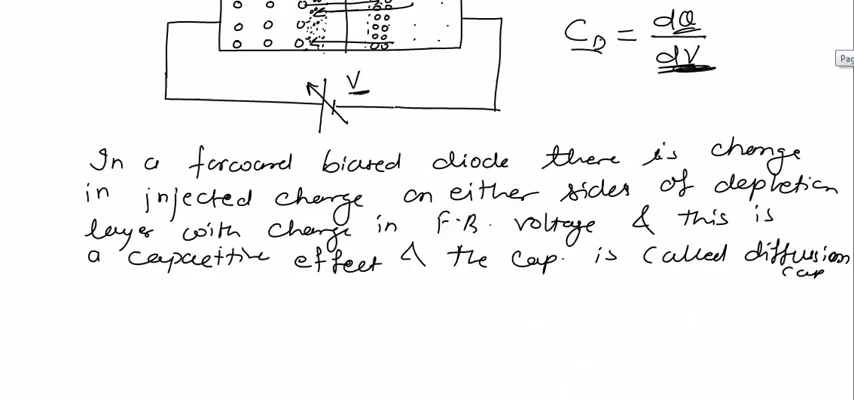 C_D = dQ/dV
V
In a forward biased diode there is change
in injected charge on either sides of depletion
layer with change in F.B. voltage & this is
a capacitive effect & the cap. is called diffusion
cap
Pag